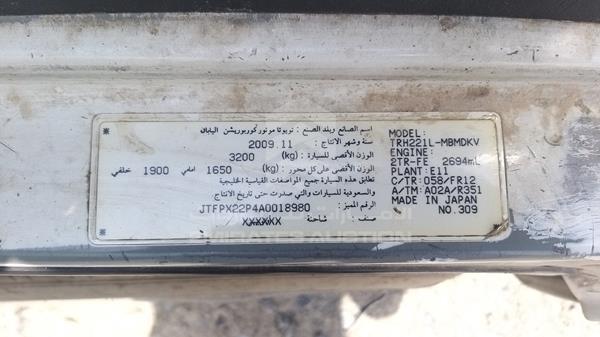 اسم الصانع وبلد الصنع : تويوتا موتور كوربوريشن اليابان
سنة وشهر الانتاج : 2009.11
الوزن الأقصى للسيارة : (kg) 3200
الوزن الأقصى على كل محور : (kg) 1650 امامي 1900 خلفي
هذه السيارة تطابق جميع المواصفات القياسية الخليجية
والسعودية للسيارات والتي صدرت حتى تاريخ الانتاج
الرقم المميز : JTFPX22P4A0018980
صنف : شاحنة XXXXXX
MODEL:
TRH221L-MBMDKV
ENGINE:
2TR-FE 2694mL
PLANT: E11
C/TR: 058/FR12
A/TM: A02A/R351
MADE IN JAPAN
NO.309
EMIRATES AUCTION